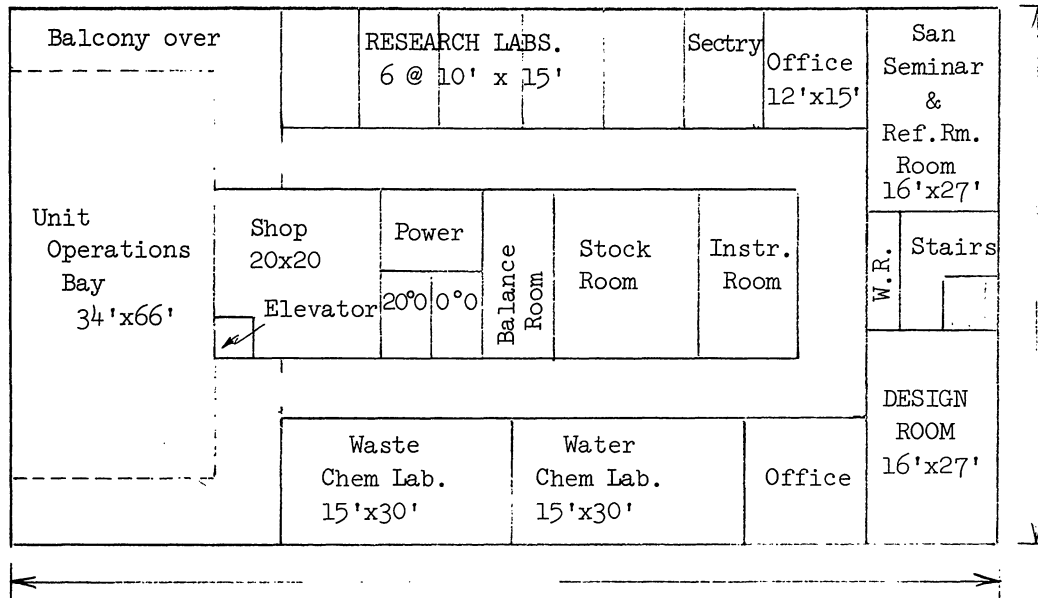 Balcony over
RESEARCH LABS.
6 @ 10' x 15'
Sectry
Office
12'x15'
San
Seminar
&
Ref.Rm.
Room
16'x27'
Unit
Operations
Bay
34'x66'
Shop
20x20
Elevator
Power
20°0
0°0
Balance
Room
Stock
Room
Instr.
Room
W.R.
Stairs
Waste
Chem Lab.
15'x30'
Water
Chem Lab.
15'x30'
Office
DESIGN
ROOM
16'x27'